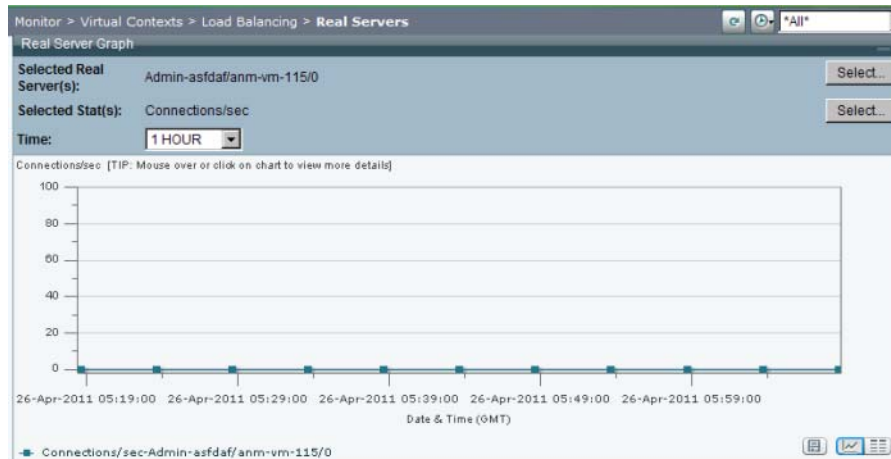 Monitor > Virtual Contexts > Load Balancing > Real Servers
*All*
Real Server Graph
Selected Real Server(s):
Admin-asfdaf/anm-vm-115/0
Select...
Selected Stat(s):
Connections/sec
Select...
Time:
1 HOUR
Connections/sec [TIP: Mouse over or click on chart to view more details]
100
80
60
40
20
0
26-Apr-2011 05:19:00 26-Apr-2011 05:29:00 26-Apr-2011 05:39:00 26-Apr-2011 05:49:00 26-Apr-2011 05:59:00
Date & Time (GMT)
Connections/sec-Admin-asfdaf/anm-vm-115/0